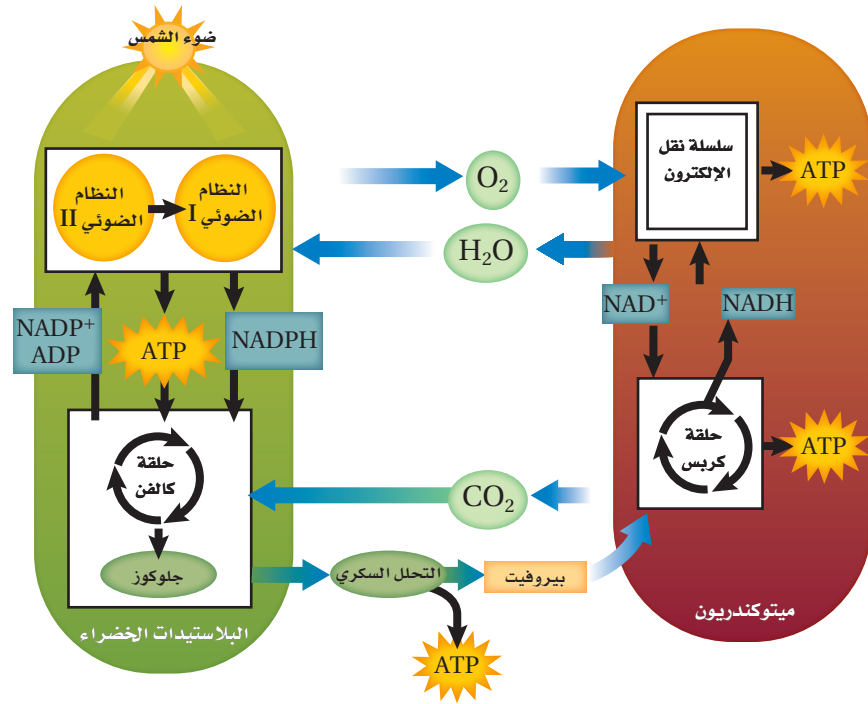 ضوء الشمس
النظام
الضوئي II
النظام
الضوئي I
O₂
H₂O
سلسلة نقل
الإلكترون
ATP
NADP⁺
ADP
ATP
NADPH
NAD⁺
NADH
حلقة
كالفن
جلوكوز
CO₂
حلقة
كربس
ATP
التحلل السكري
بيروفيت
ATP
البلاستيدات الخضراء
ميتوكندريون